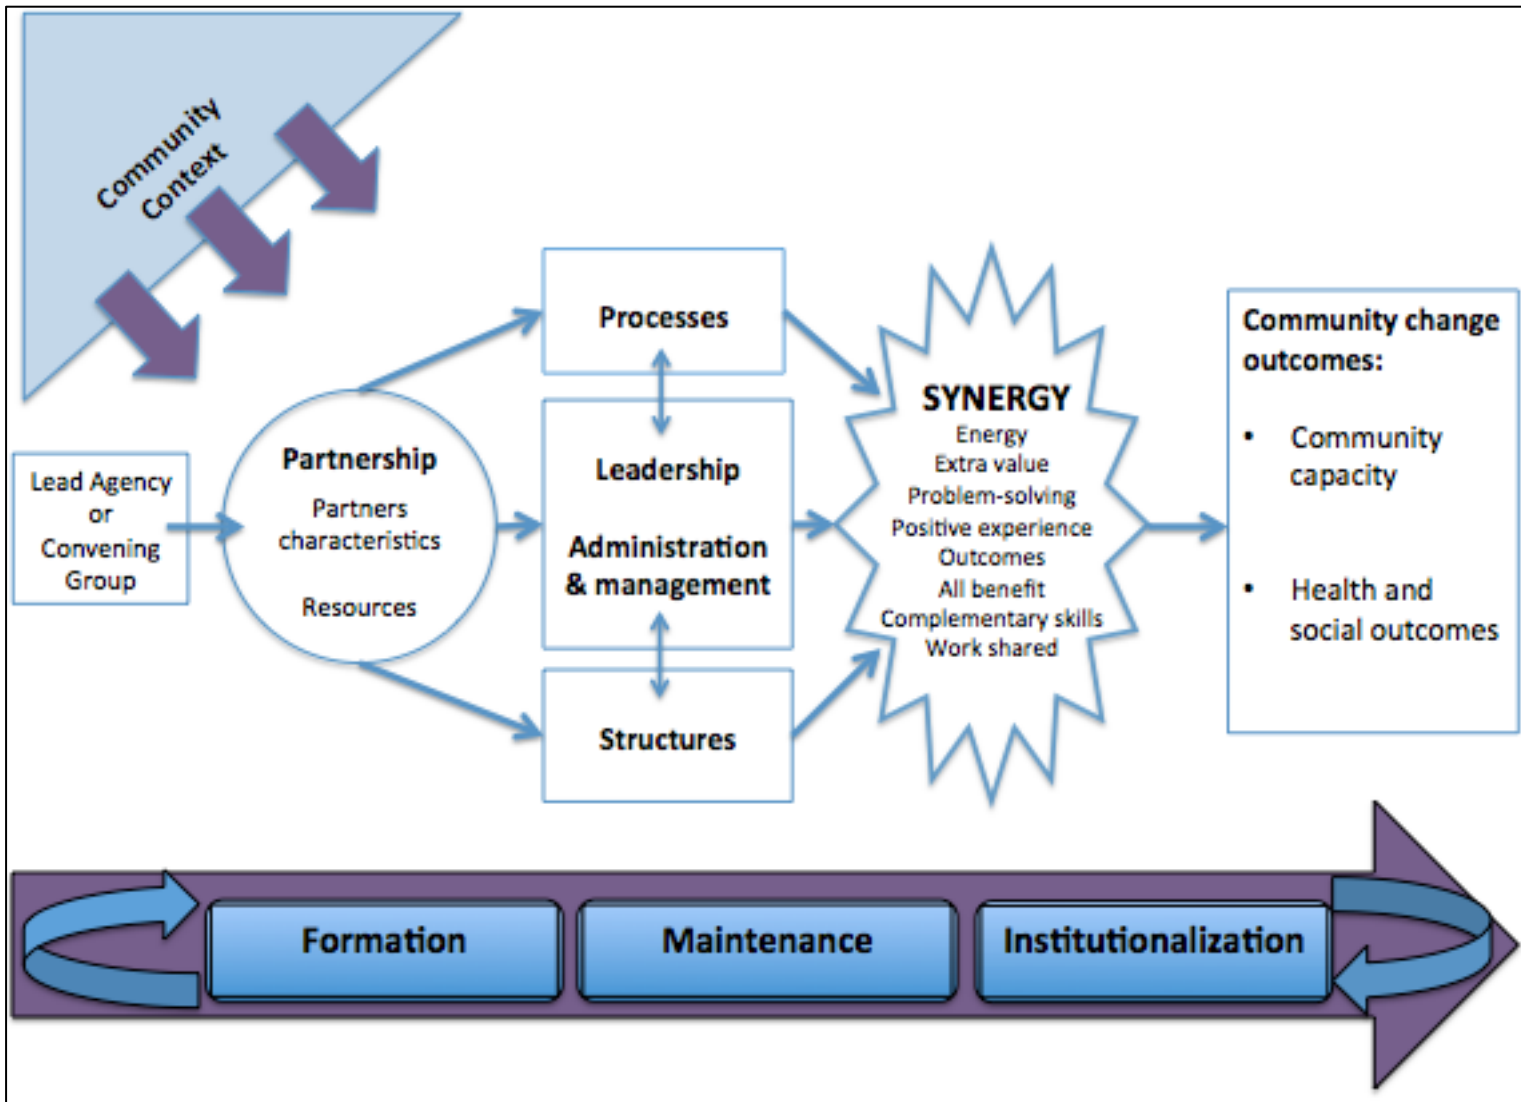 Community
Context
Lead Agency
or
Convening
Group
Partnership
Partners
characteristics
Resources
Processes
Leadership
Administration
& management
Structures
SYNERGY
Energy
Extra value
Problem-solving
Positive experience
Outcomes
All benefit
Complementary skills
Work shared
Community change
outcomes:
• Community
capacity
• Health and
social outcomes
Formation
Maintenance
Institutionalization